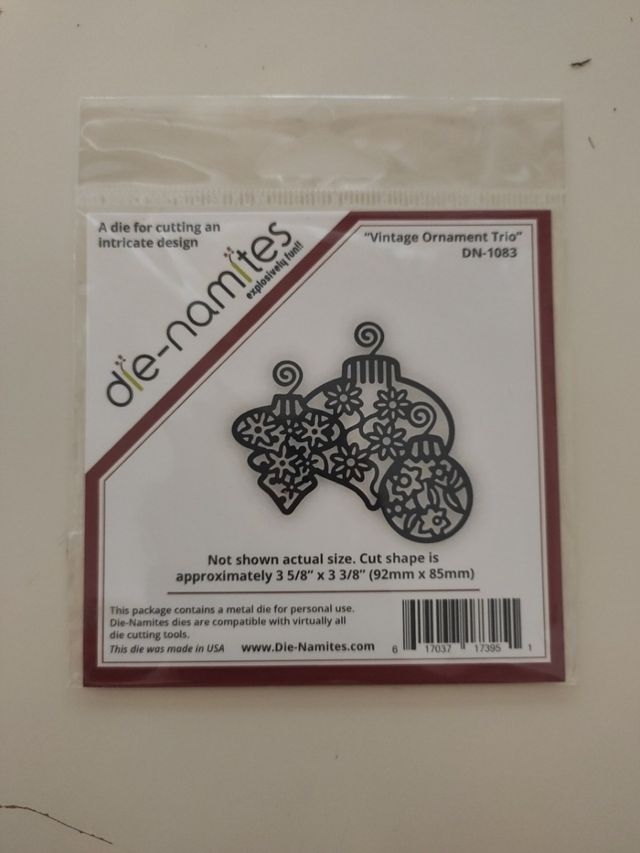 A die for cutting an
intricate design
die-namites
explosively fun!!
"Vintage Ornament Trio"
DN-1083
Not shown actual size. Cut shape is
approximately 3 5/8" x 3 3/8" (92mm x 85mm)
This package contains a metal die for personal use.
Die-Namites dies are compatible with virtually all
die cutting tools.
This die was made in USA www.Die-Namites.com
6 17037 17395 1